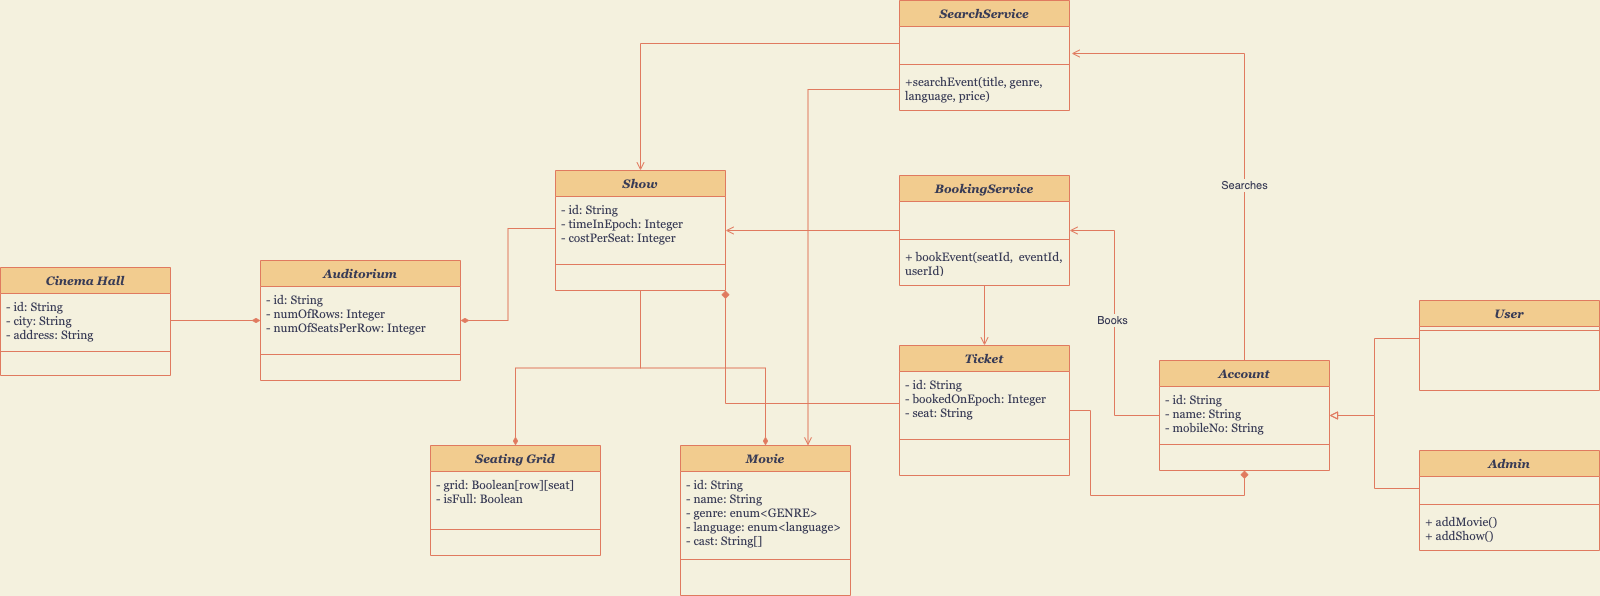 SearchService
+searchEvent(title, genre,
language, price)
Show
- id: String
- timeInEpoch: Integer
- costPerSeat: Integer
BookingService
+ bookEvent(seatId, eventId,
userId)
Searches
Cinema Hall
- id: String
- city: String
- address: String
Auditorium
- id: String
- numOfRows: Integer
- numOfSeatsPerRow: Integer
Books
User
Ticket
- id: String
- bookedOnEpoch: Integer
- seat: String
Account
- id: String
- name: String
- mobileNo: String
Seating Grid
- grid: Boolean[row][seat]
- isFull: Boolean
Movie
- id: String
- name: String
- genre: enum<GENRE>
- language: enum<language>
- cast: String[]
Admin
+ addMovie()
+ addShow()